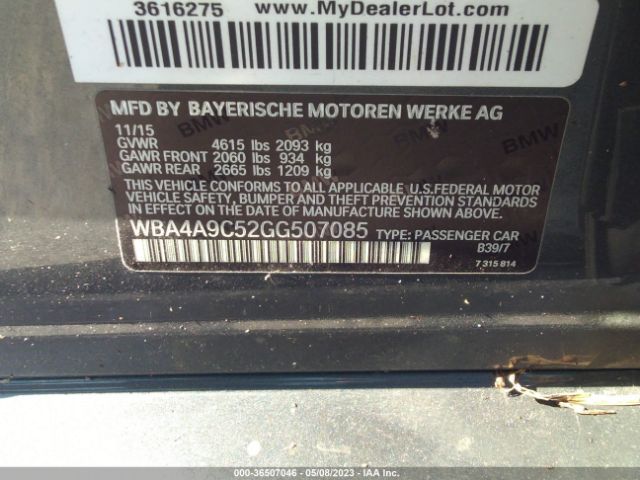 3616275 www.MyDealerLot.com
MFD BY BAYERISCHE MOTOREN WERKE AG
11/15
GVWR 4615 lbs 2093 kg
GAWR FRONT 2060 lbs 934 kg
GAWR REAR 2665 lbs 1209 kg
THIS VEHICLE CONFORMS TO ALL APPLICABLE U.S.FEDERAL MOTOR
VEHICLE SAFETY, BUMPER AND THEFT PREVENTION STANDARDS
IN EFFECT ON THE DATE OF MANUFACTURE SHOWN ABOVE.
WBA4A9C52GG507085 TYPE: PASSENGER CAR
B39/7
7 315 814
000-36507046 - 05/08/2023 - IAA Corp.